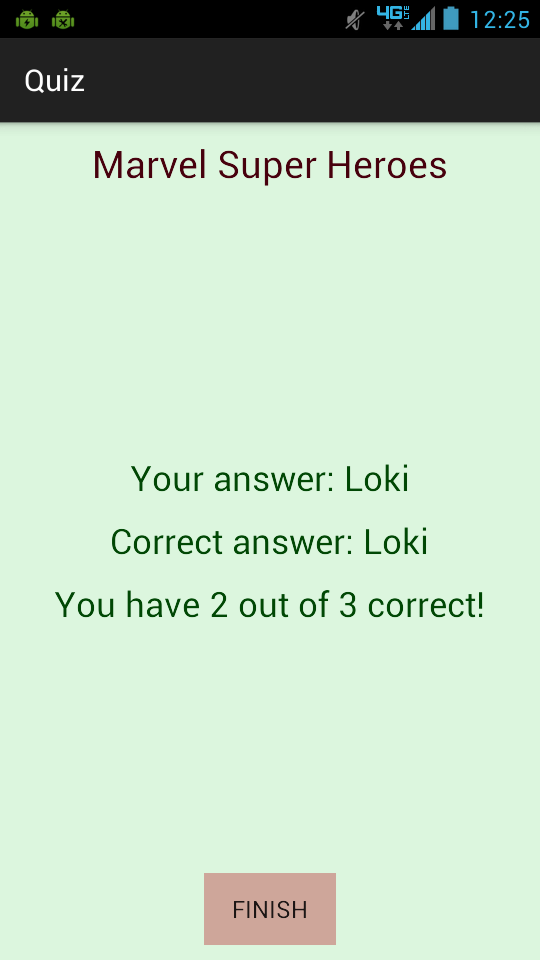 4G LTE 12:25
Quiz
Marvel Super Heroes
Your answer: Loki
Correct answer: Loki
You have 2 out of 3 correct!
FINISH